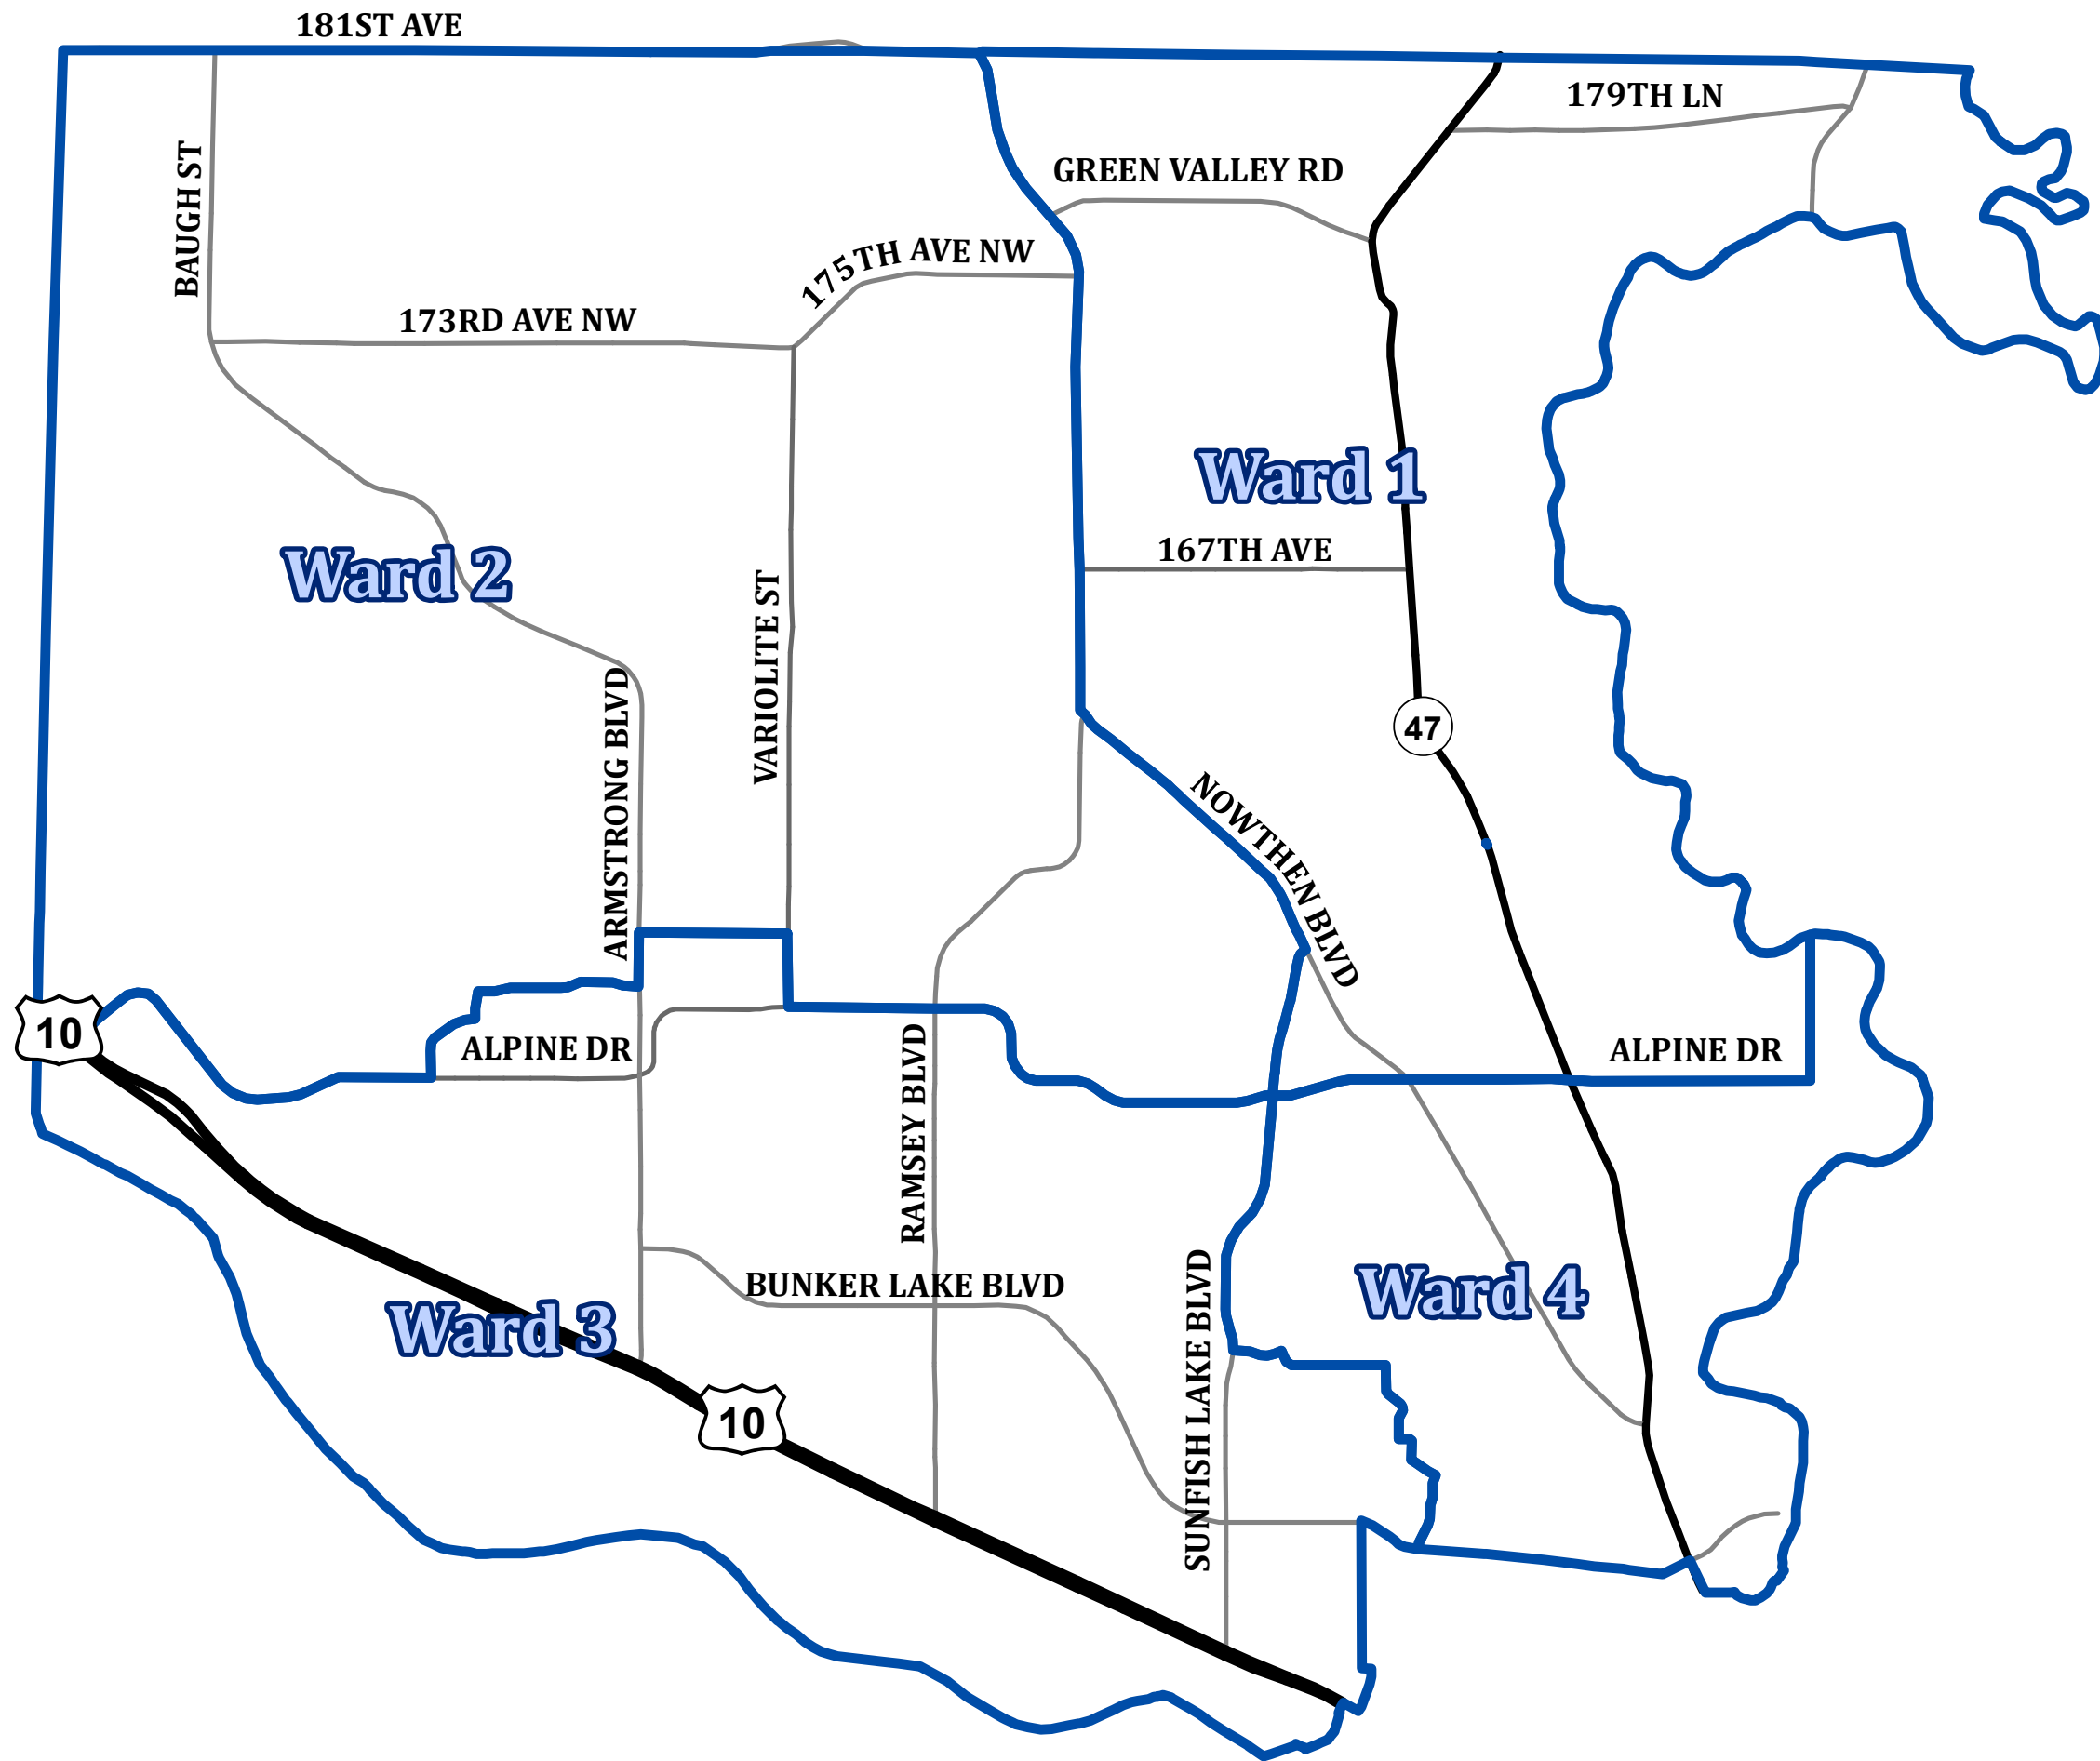 181ST AVE
179TH LN
BAUGH ST
GREEN VALLEY RD
175TH AVE NW
173RD AVE NW
Ward 1
167TH AVE
Ward 2
VARIOLITE ST
ARMSTRONG BLVD
47
NOWTHEN BLVD
10
ALPINE DR
ALPINE DR
RAMSEY BLVD
BUNKER LAKE BLVD
SUNFISH LAKE BLVD
Ward 4
Ward 3
10